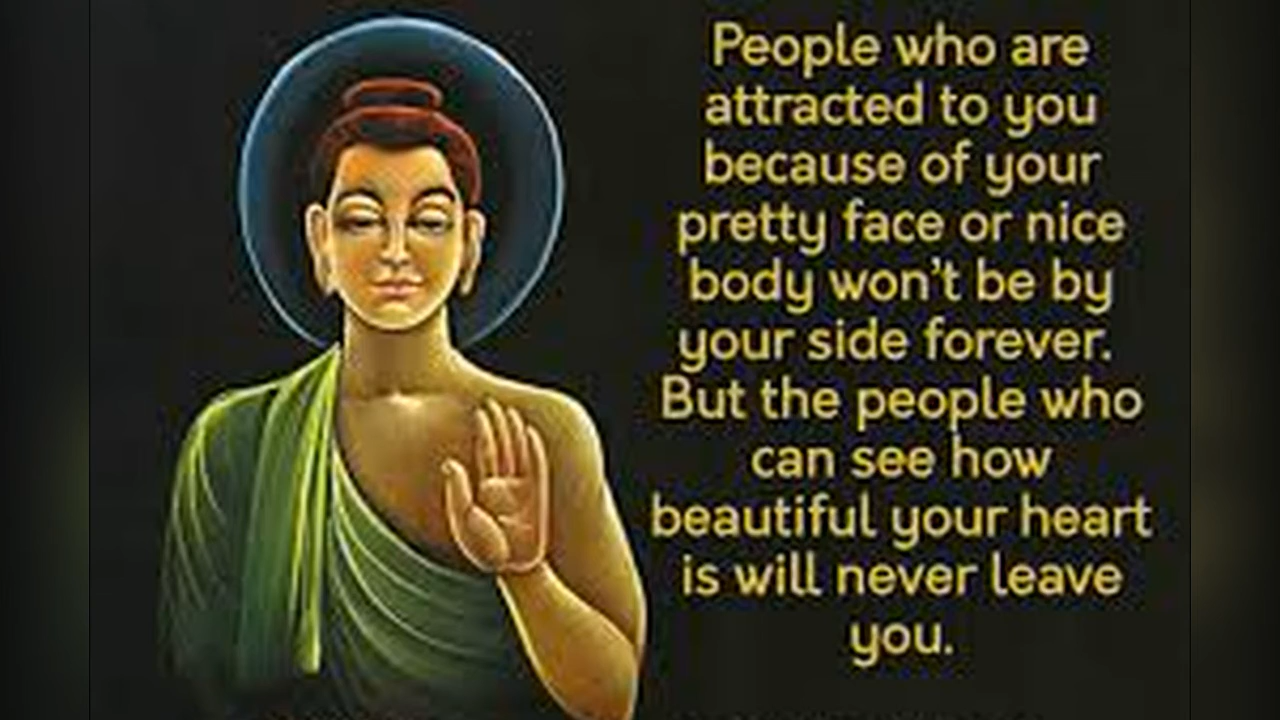 People who are
attracted to you
because of your
pretty face or nice
body won't be by
your side forever.
But the people who
can see how
beautiful your heart
is will never leave
you.